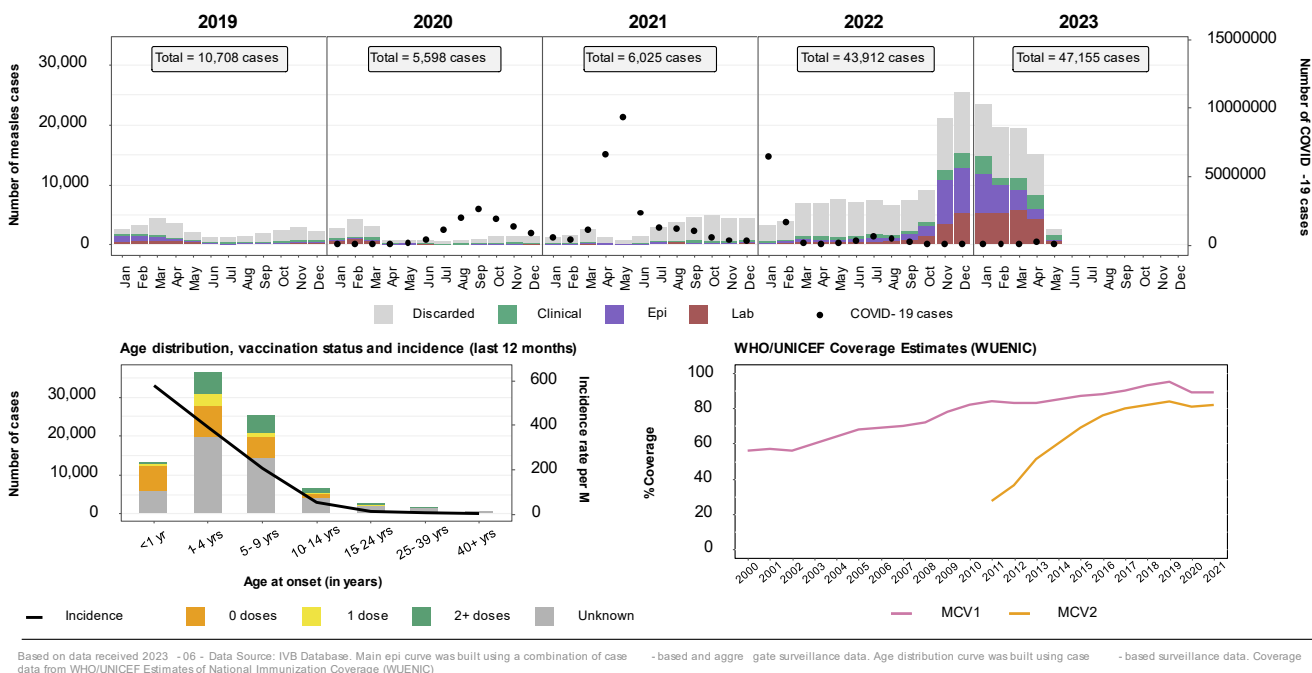 2019 2020 2021 2022 2023
Total = 10,708 cases Total = 5,598 cases Total = 6,025 cases Total = 43,912 cases Total = 47,155 cases
Number of measles cases
30,000
20,000
10,000
0
Number of COVID -19 cases
15000000
10000000
5000000
0
Jan Feb Mar Apr May Jun Jul Aug Sep Oct Nov Dec Jan Feb Mar Apr May Jun Jul Aug Sep Oct Nov Dec Jan Feb Mar Apr May Jun Jul Aug Sep Oct Nov Dec Jan Feb Mar Apr May Jun Jul Aug Sep Oct Nov Dec Jan Feb Mar Apr May Jun Jul Aug Sep Oct Nov Dec
Discarded Clinical Epi Lab COVID- 19 cases
Age distribution, vaccination status and incidence (last 12 months)
Number of cases
30,000
20,000
10,000
0
Incidence rate per M
600
400
200
0
<1 yr 1-4 yrs 5-9 yrs 10-14 yrs 15-24 yrs 25-39 yrs 40+ yrs
Age at onset (in years)
Incidence 0 doses 1 dose 2+ doses Unknown
WHO/UNICEF Coverage Estimates (WUENIC)
%Coverage
100
80
60
40
20
0
2000 2001 2002 2003 2004 2005 2006 2007 2008 2009 2010 2011 2012 2013 2014 2015 2016 2017 2018 2019 2020 2021
MCV1 MCV2
Based on data received 2023 -06 - Data Source: IVB Database. Main epi curve was built using a combination of case - based and aggre gate surveillance data. Age distribution curve was built using case - based surveillance data. Coverage
data from WHO/UNICEF Estimates of National Immunization Coverage (WUENIC)